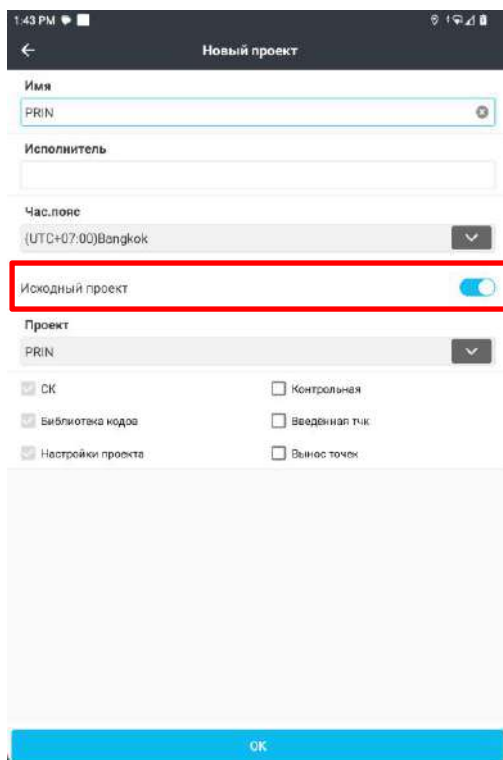 1:43 PM
Новый проект
Имя
PRIN
Исполнитель
Час.пояс
(UTC+07:00)Bangkok
Исходный проект
Проект
PRIN
СК
Контрольная
Библиотека кодов
Введённая тчк
Настройки проекта
Вынос точек
OK